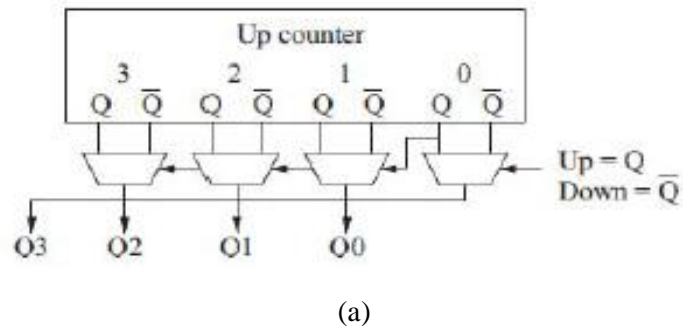 Up counter
3 2 1 0
Q Q̅ Q Q̅ Q Q̅ Q Q̅
Up = Q
Down = Q̅
Q3 Q2 Q1 Q0
(a)